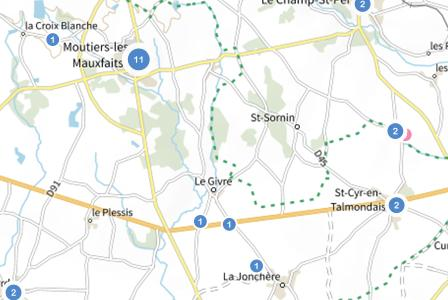 Le Champ-St-Père
2
la Croix Blanche
1
Moutiers-les-
Mauxfaits
11
les
St-Sornin
2
D45
Le Givre
D91
St-Cyr-en-
Talmondais
2
le Plessis
1
1
1
La Jonchère
2